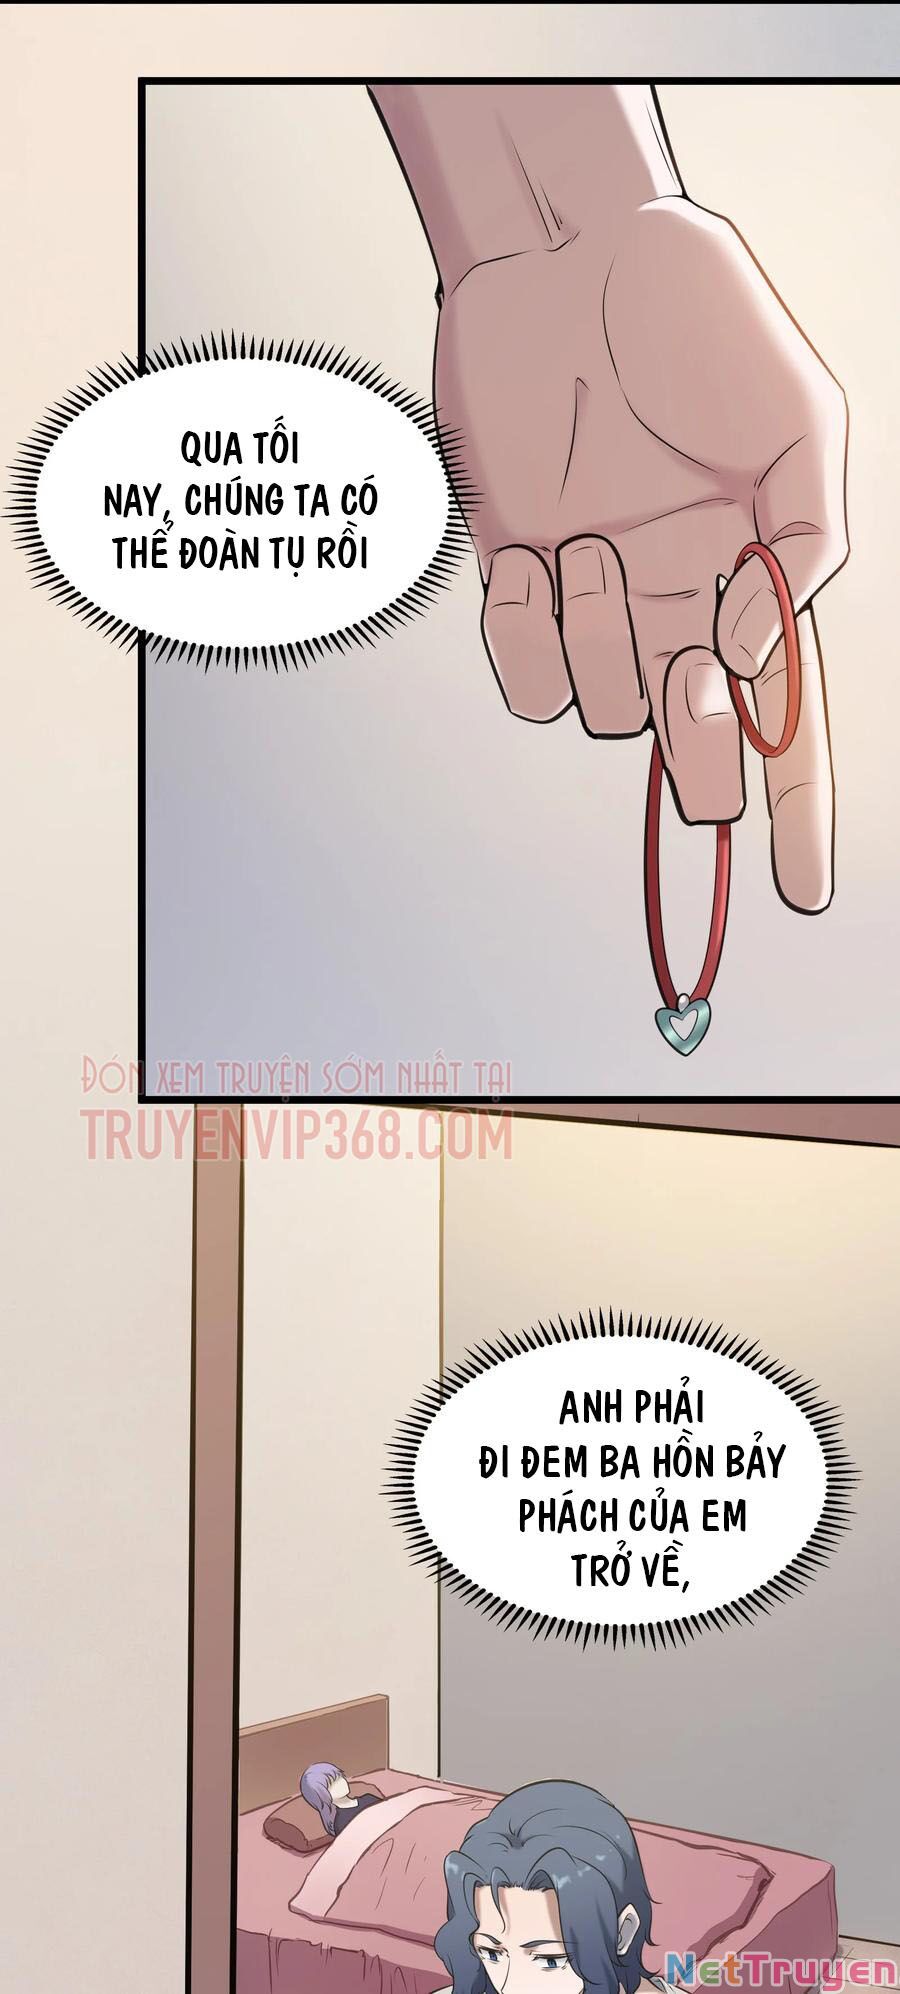 QUA TỐI
NAY, CHÚNG TA CÓ
THỂ ĐOÀN TỤ RỒI
ĐÓN XEM TRUYỆN SỚM NHẤT TẠI
TRUYENVIP368.COM
ANH PHẢI
ĐI ĐEM BA HỒN BẢY
PHÁCH CỦA EM
TRỞ VỀ,
NetTruyen